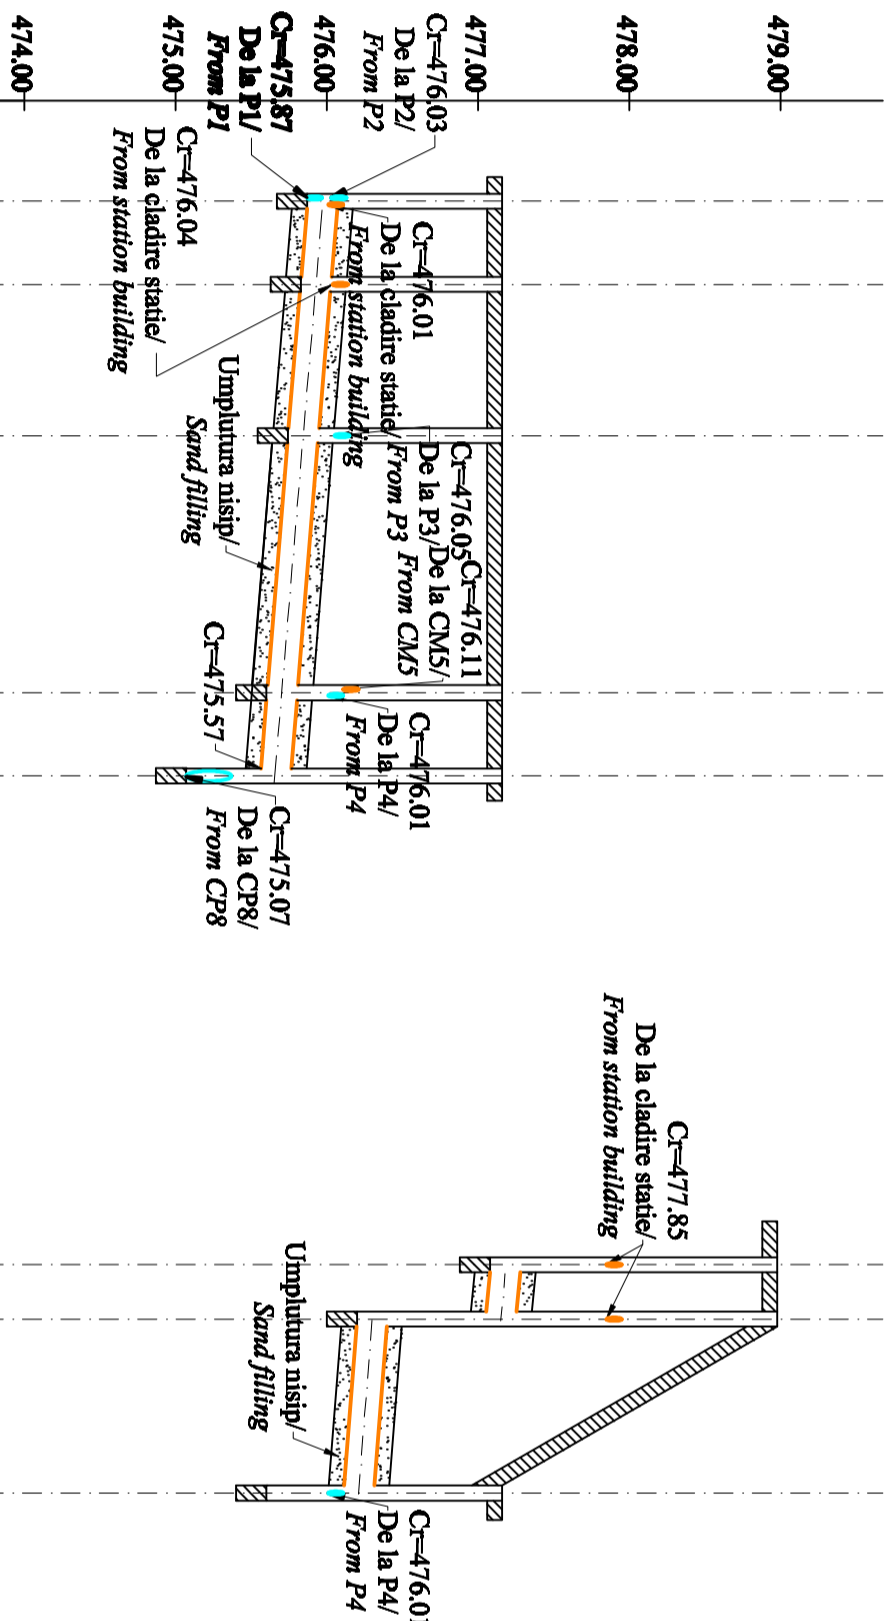 479.00
478.00
477.00
476.00
475.00
474.00
Cr=476.03
De la P2/
From P2
Cr=475.87
De la P1/
From P1
Cr=476.04
De la cladire statie/
From station building
Cr=476.01
De la cladire statie/
From station building
Umplutura nisip/
Sand filling
Cr=476.05
De la P3/
From P3
Cr=476.11
De la CM5/
From CM5
Cr=475.57
Cr=476.01
De la P4/
From P4
Cr=475.07
De la CP8/
From CP8
Cr=477.85
De la cladire statie/
From station building
Umplutura nisip/
Sand filling
Cr=476.01
De la P4/
From P4